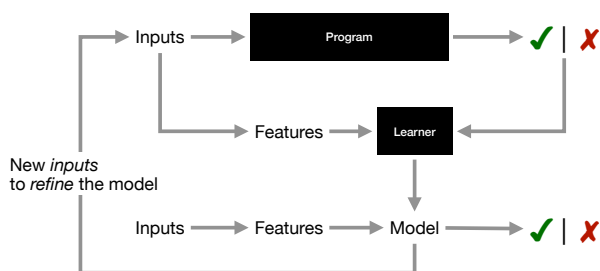 Inputs
Program
✓ | ✗
Features
Learner
New inputs
to refine the model
Inputs
Features
Model
✓ | ✗